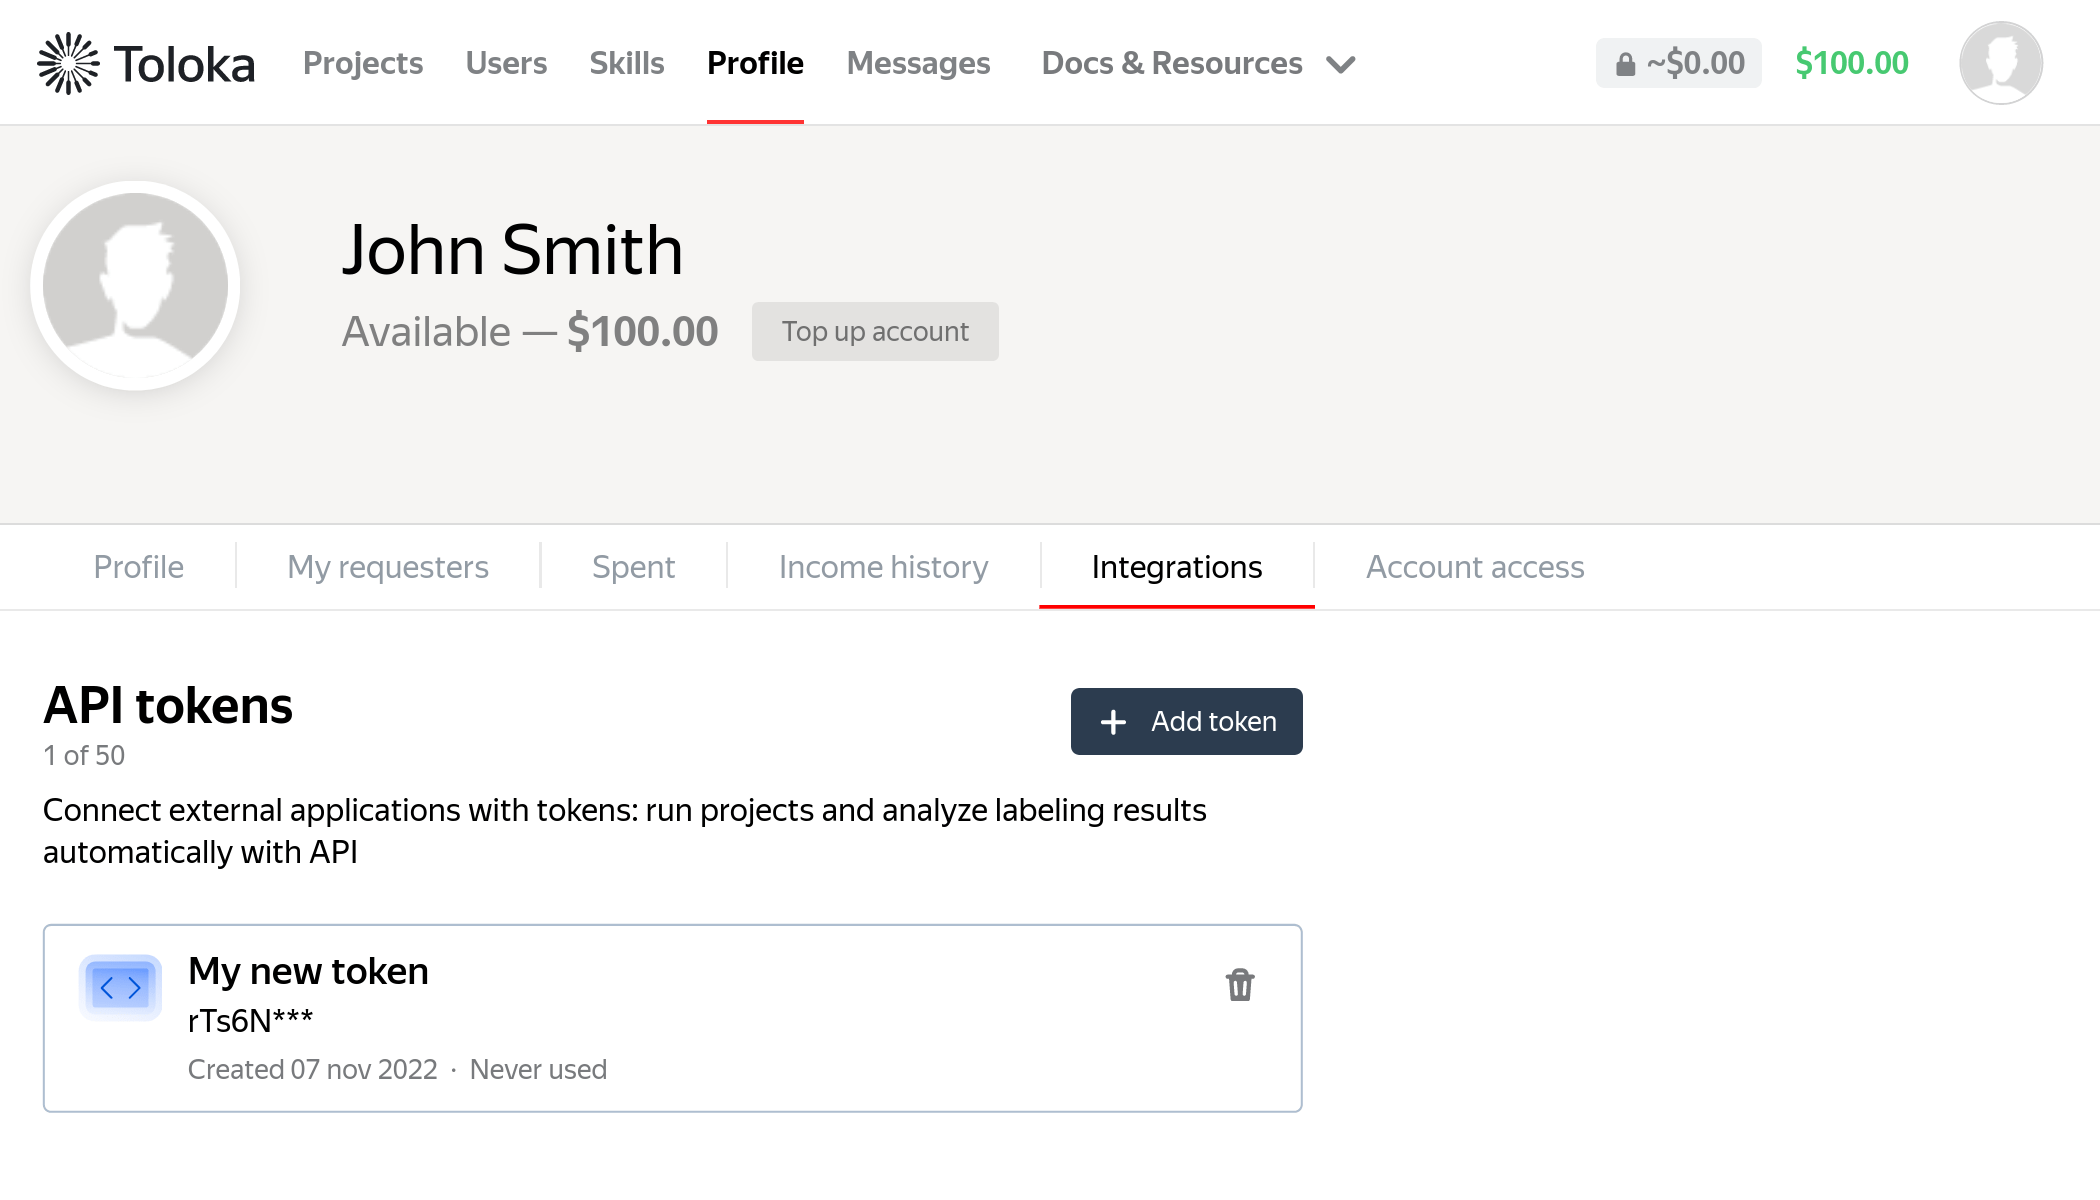 Toloka Projects Users Skills Profile Messages Docs & Resources ~$0.00 $100.00
John Smith
Available — $100.00 Top up account
Profile My requesters Spent Income history Integrations Account access
API tokens
Add token
1 of 50
Connect external applications with tokens: run projects and analyze labeling results
automatically with API
My new token
rTs6N***
Created 07 nov 2022 · Never used